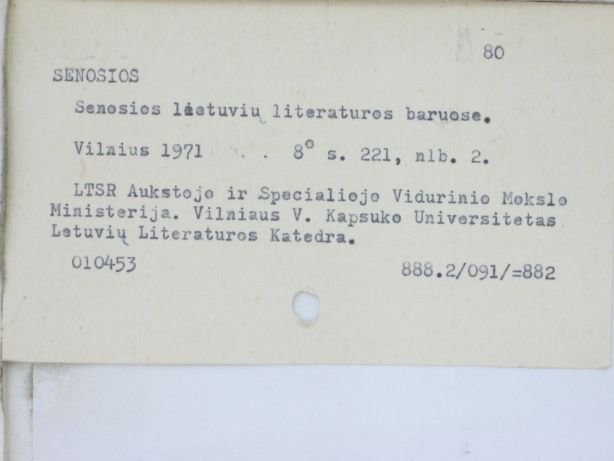 80
SENOSIOS
Senosios lietuvių literaturos baruose.
Vilnius 1971 . . 8° s. 221, nlb. 2.
LTSR Aukstojo ir Specialiojo Vidurinio Mokslo
Ministerija. Vilniaus V. Kapsuko Universitetas
Letuvių Literaturos Katedra.
010453 888.2/091/=882